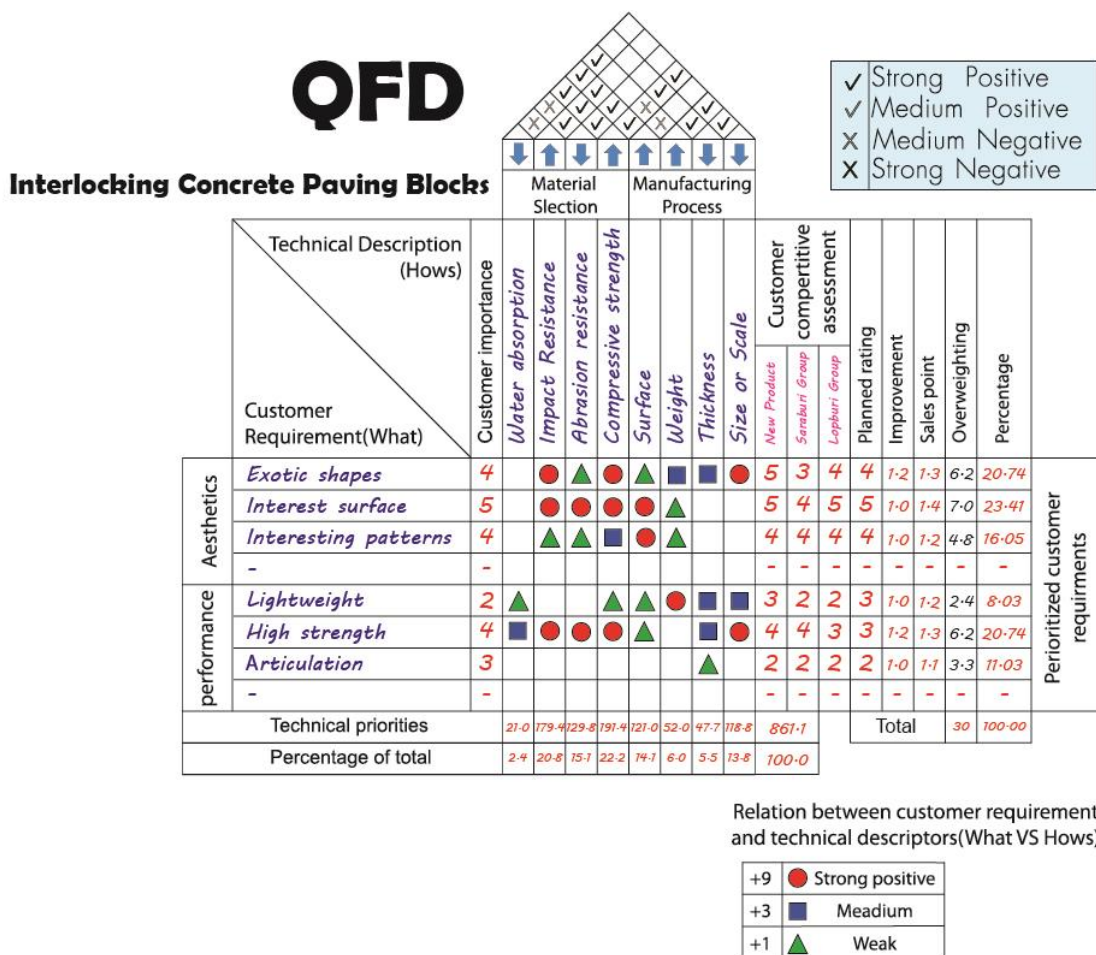 QFD
Interlocking Concrete Paving Blocks
✓ Strong Positive
✓ Medium Positive
X Medium Negative
X Strong Negative
Material
Slection
Manufacturing
Process
Technical Description
(Hows)
Customer
Requirement(What)
Customer importance
Water absorption
Impact Resistance
Abrasion resistance
Compressive strength
Surface
Weight
Thickness
Size or Scale
Customer
compertitive
assessment
New Product
Saraburi Group
Lopburi Group
Planned rating
Improvement
Sales point
Overweighting
Percentage
Aesthetics
Exotic shapes 4 5 3 4 4 1.2 1.3 6.2 20.74
Interest surface 5 5 4 5 5 1.0 1.4 7.0 23.41
Interesting patterns 4 4 4 4 4 1.0 1.2 4.8 16.05
- - - - - - - - - -
performance
Lightweight 2 3 2 2 3 1.0 1.2 2.4 8.03
High strength 4 4 4 3 3 1.2 1.3 6.2 20.74
Articulation 3 2 2 2 2 1.0 1.1 3.3 11.03
- - - - - - - - - -
Perioritized customer
requirments
Technical priorities 21.0 179.4 129.8 191.4 121.0 52.0 47.7 118.8 861.1 Total 30 100.00
Percentage of total 2.4 20.8 15.1 22.2 14.1 6.0 5.5 13.8 100.0
Relation between customer requirement
and technical descriptors(What VS Hows)
+9 Strong positive
+3 Meadium
+1 Weak